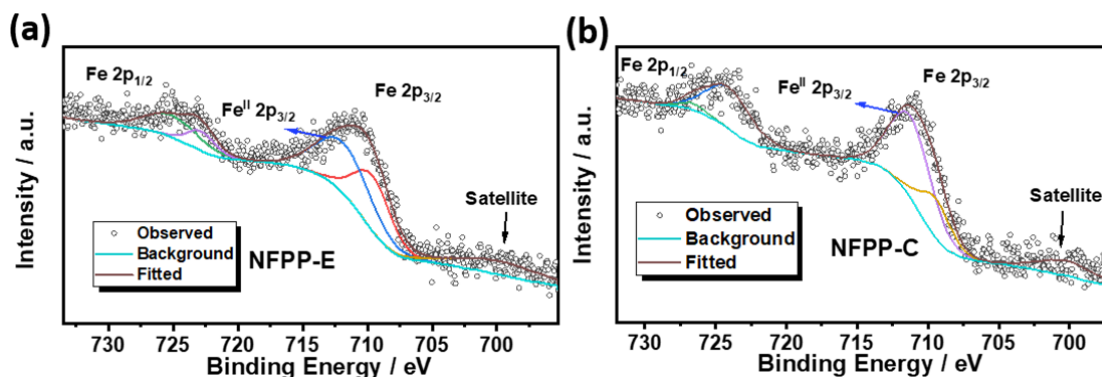 (a)
Fe 2p1/2
FeII 2p3/2
Fe 2p3/2
Satellite
Observed
Background
Fitted
NFPP-E
Intensity / a.u.
730 725 720 715 710 705 700
Binding Energy / eV
(b)
Fe 2p1/2
FeII 2p3/2
Fe 2p3/2
Satellite
Observed
Background
Fitted
NFPP-C
Intensity / a.u.
730 725 720 715 710 705 700
Binding Energy / eV